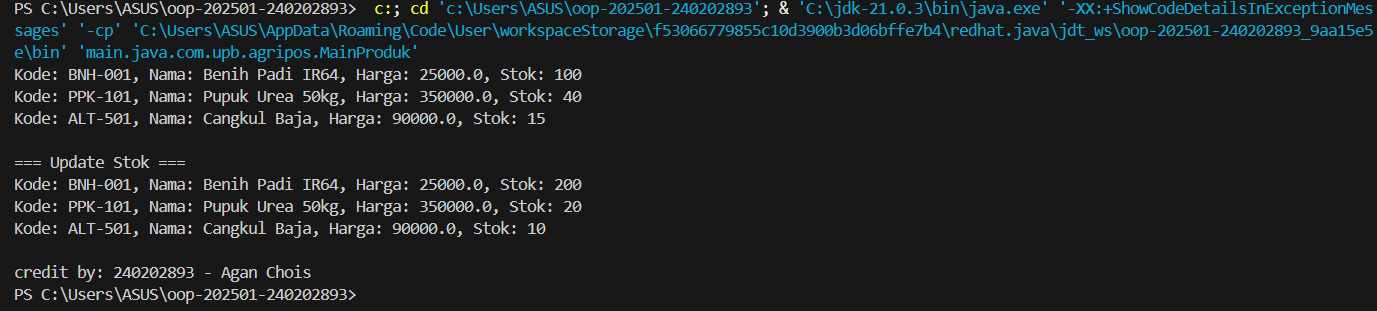 PS C:\Users\ASUS\oop-202501-240202893>  c:; cd 'c:\Users\ASUS\oop-202501-240202893'; & 'C:\jdk-21.0.3\bin\java.exe' '-XX:+ShowCodeDetailsInExceptionMes
sages' '-cp' 'C:\Users\ASUS\AppData\Roaming\Code\User\workspaceStorage\f53066779855c10d3900b3d06bffe7b4\redhat.java\jdt_ws\oop-202501-240202893_9aa15e5
e\bin' 'main.java.com.upb.agripos.MainProduk'
Kode: BNH-001, Nama: Benih Padi IR64, Harga: 25000.0, Stok: 100
Kode: PPK-101, Nama: Pupuk Urea 50kg, Harga: 350000.0, Stok: 40
Kode: ALT-501, Nama: Cangkul Baja, Harga: 90000.0, Stok: 15

=== Update Stok ===
Kode: BNH-001, Nama: Benih Padi IR64, Harga: 25000.0, Stok: 200
Kode: PPK-101, Nama: Pupuk Urea 50kg, Harga: 350000.0, Stok: 20
Kode: ALT-501, Nama: Cangkul Baja, Harga: 90000.0, Stok: 10

credit by: 240202893 - Agan Chois
PS C:\Users\ASUS\oop-202501-240202893>